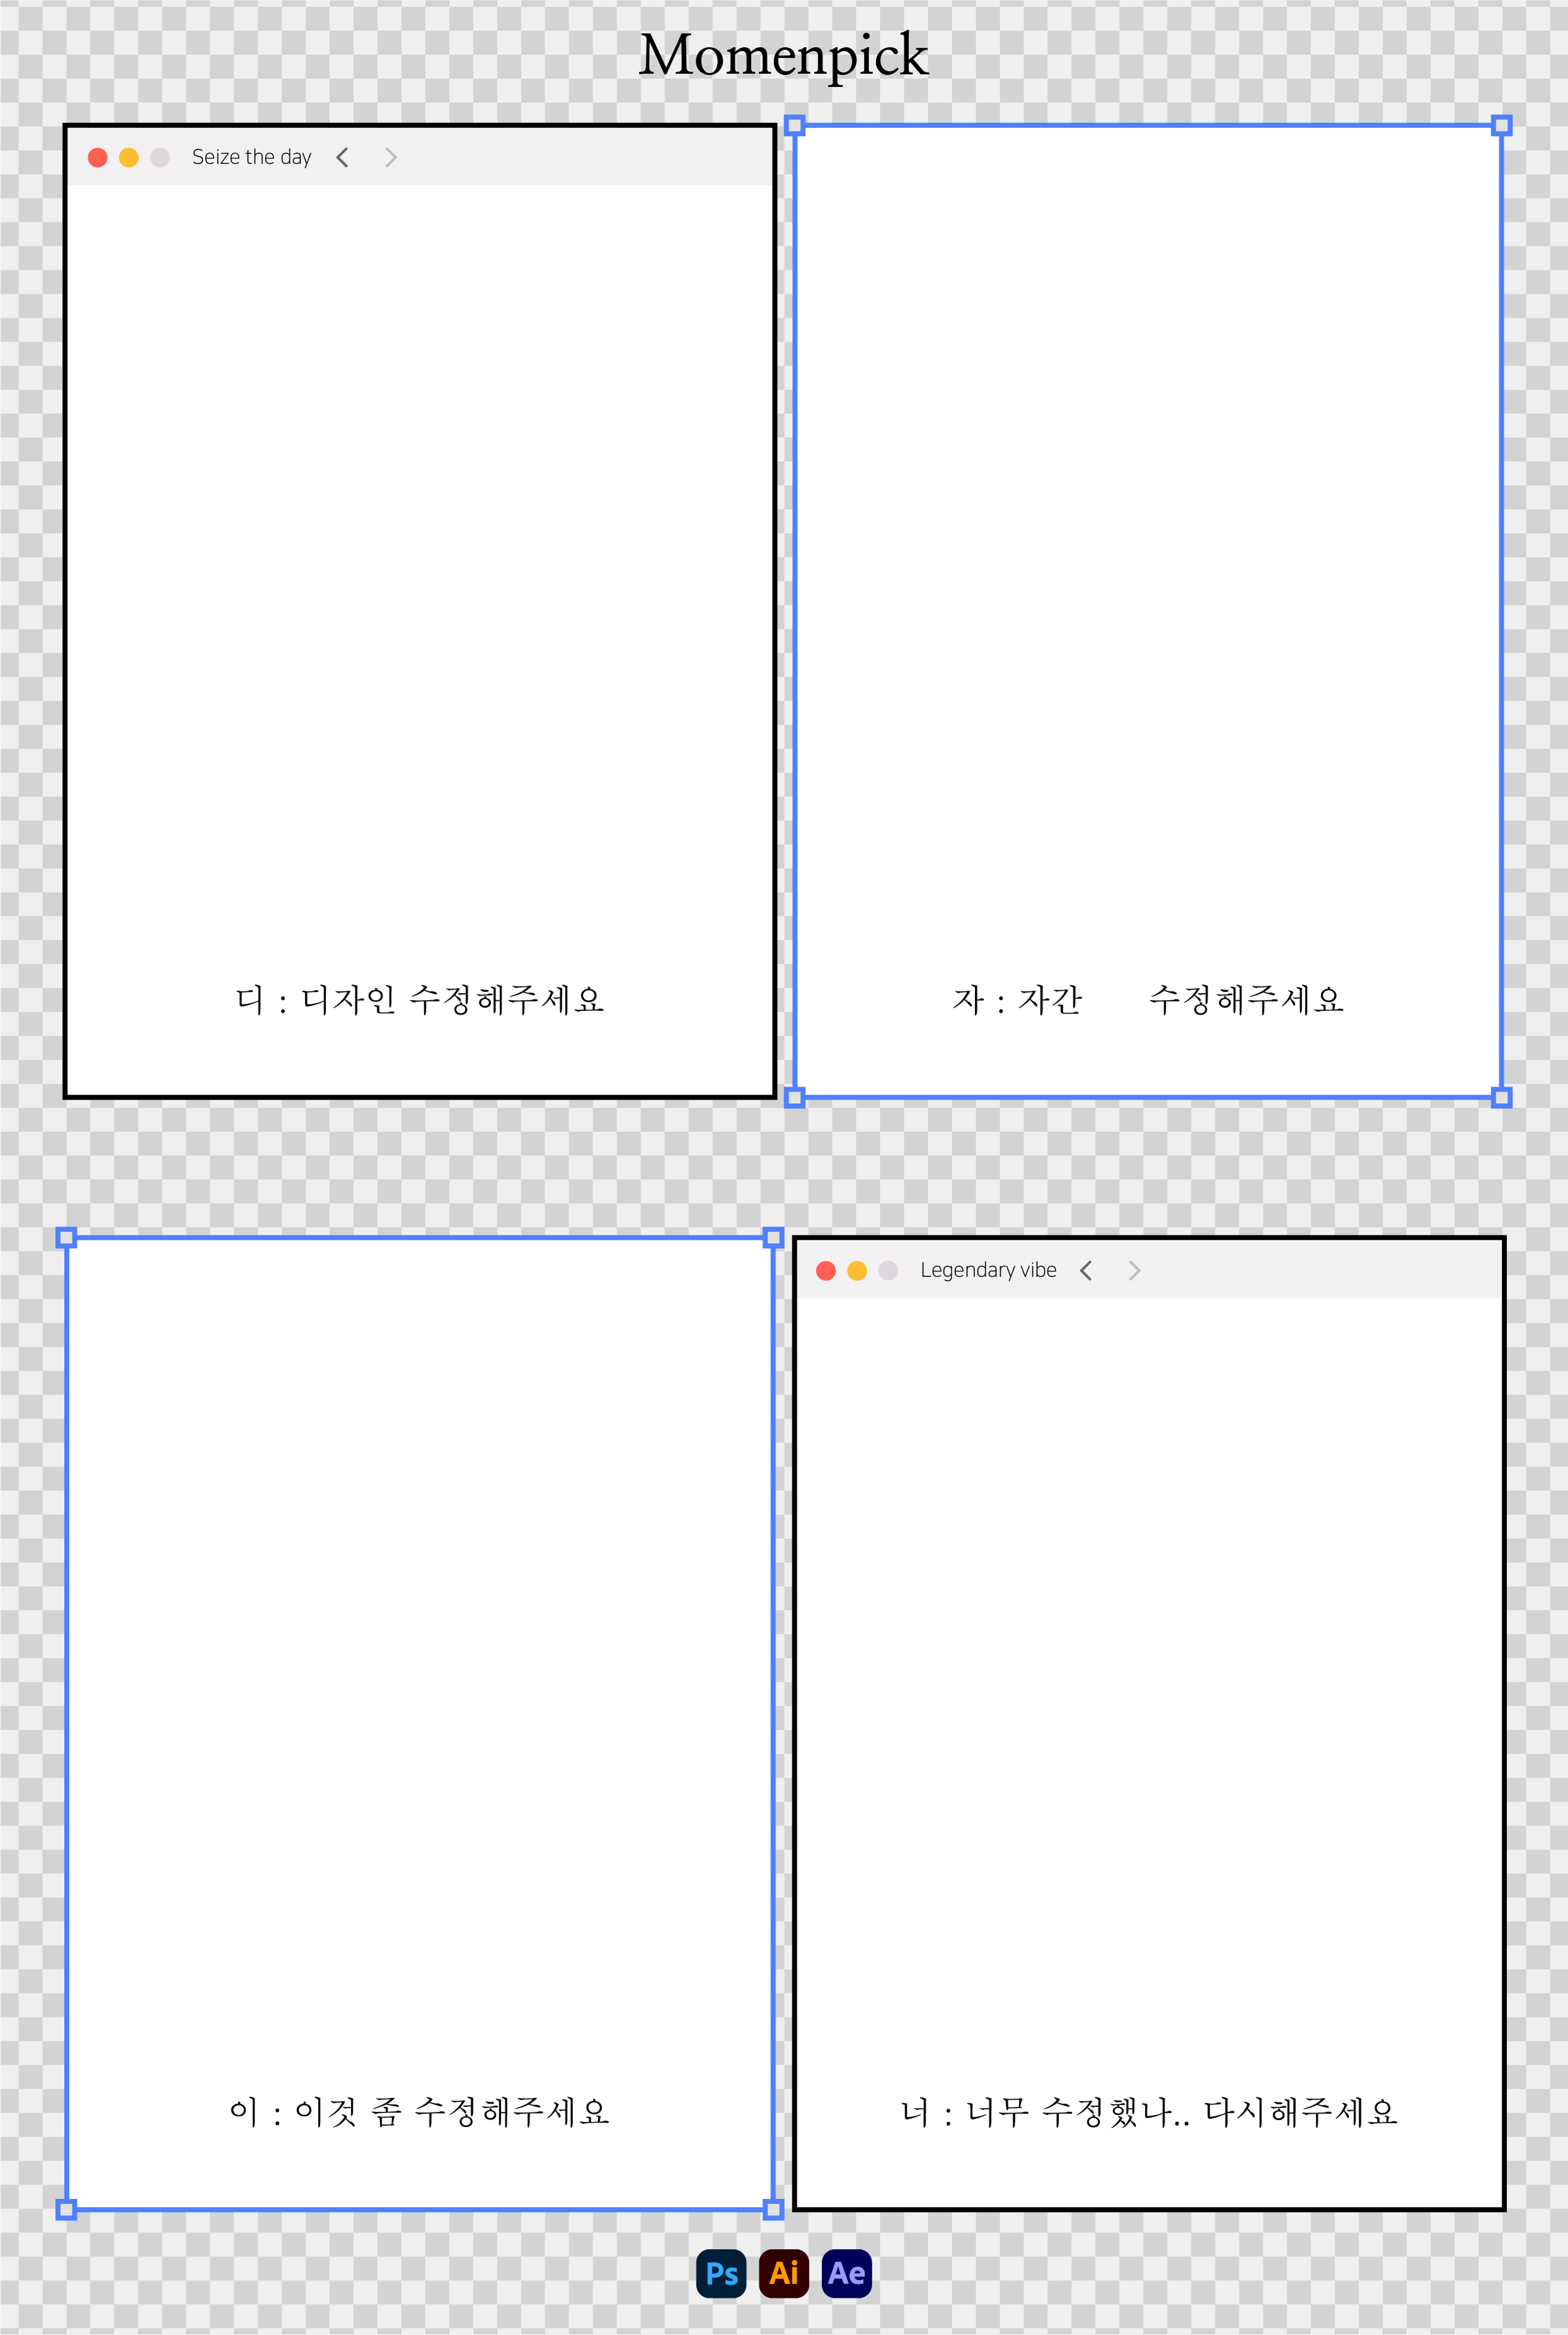 Momenpick
Seize the day
디 : 디자인 수정해주세요
자 : 자간 수정해주세요
이 : 이것 좀 수정해주세요
Legendary vibe
너 : 너무 수정했나.. 다시해주세요
Ps Ai Ae